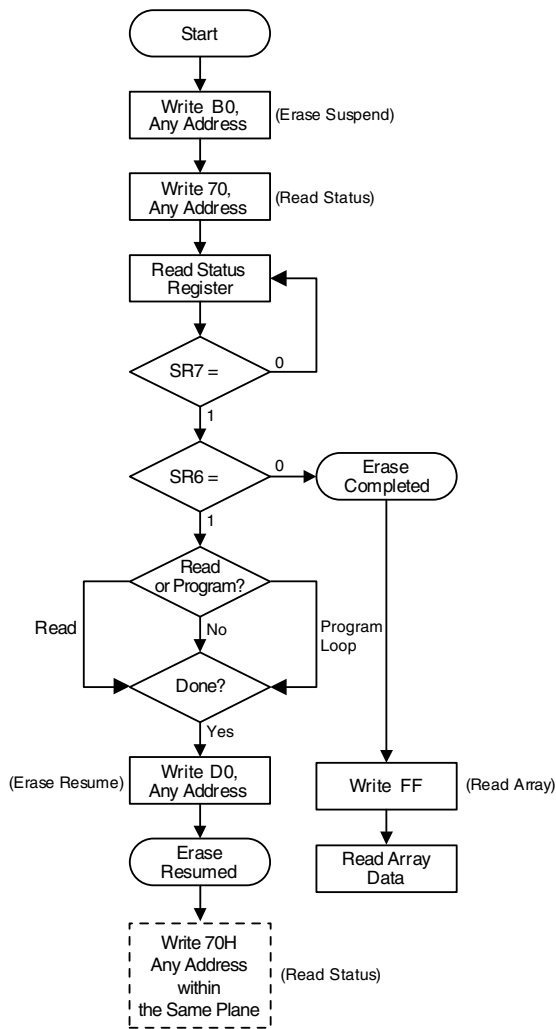 Start
Write B0,
Any Address
(Erase Suspend)
Write 70,
Any Address
(Read Status)
Read Status
Register
SR7 =
0
1
SR6 =
0
Erase
Completed
1
Read
or Program?
Read
No
Program
Loop
Done?
Yes
(Erase Resume)
Write D0,
Any Address
Write FF
(Read Array)
Erase
Resumed
Read Array
Data
Write 70H
Any Address
within
the Same Plane
(Read Status)